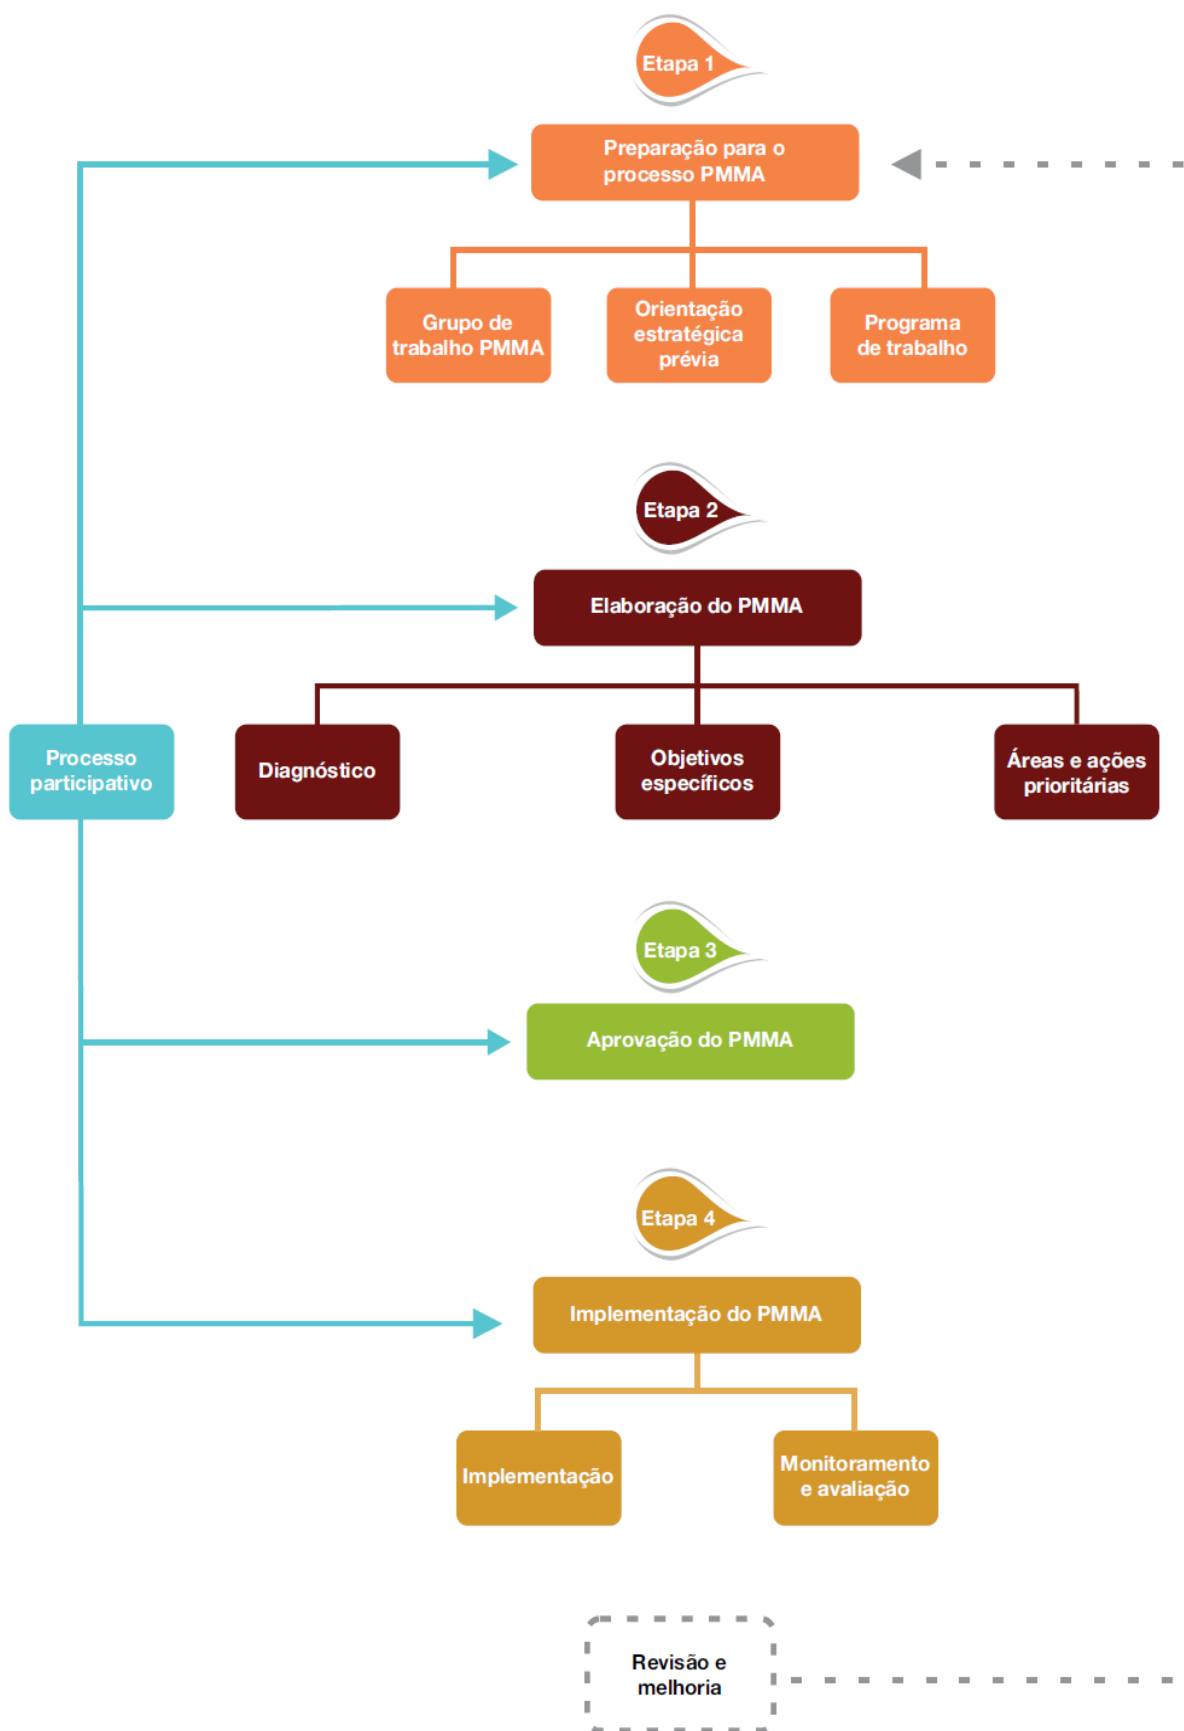 Etapa 1
Preparação para o
processo PMMA
Grupo de
trabalho PMMA
Orientação
estratégica
prévia
Programa
de trabalho
Etapa 2
Elaboração do PMMA
Processo
participativo
Diagnóstico
Objetivos
específicos
Áreas e ações
prioritárias
Etapa 3
Aprovação do PMMA
Etapa 4
Implementação do PMMA
Implementação
Monitoramento
e avaliação
Revisão e
melhoria